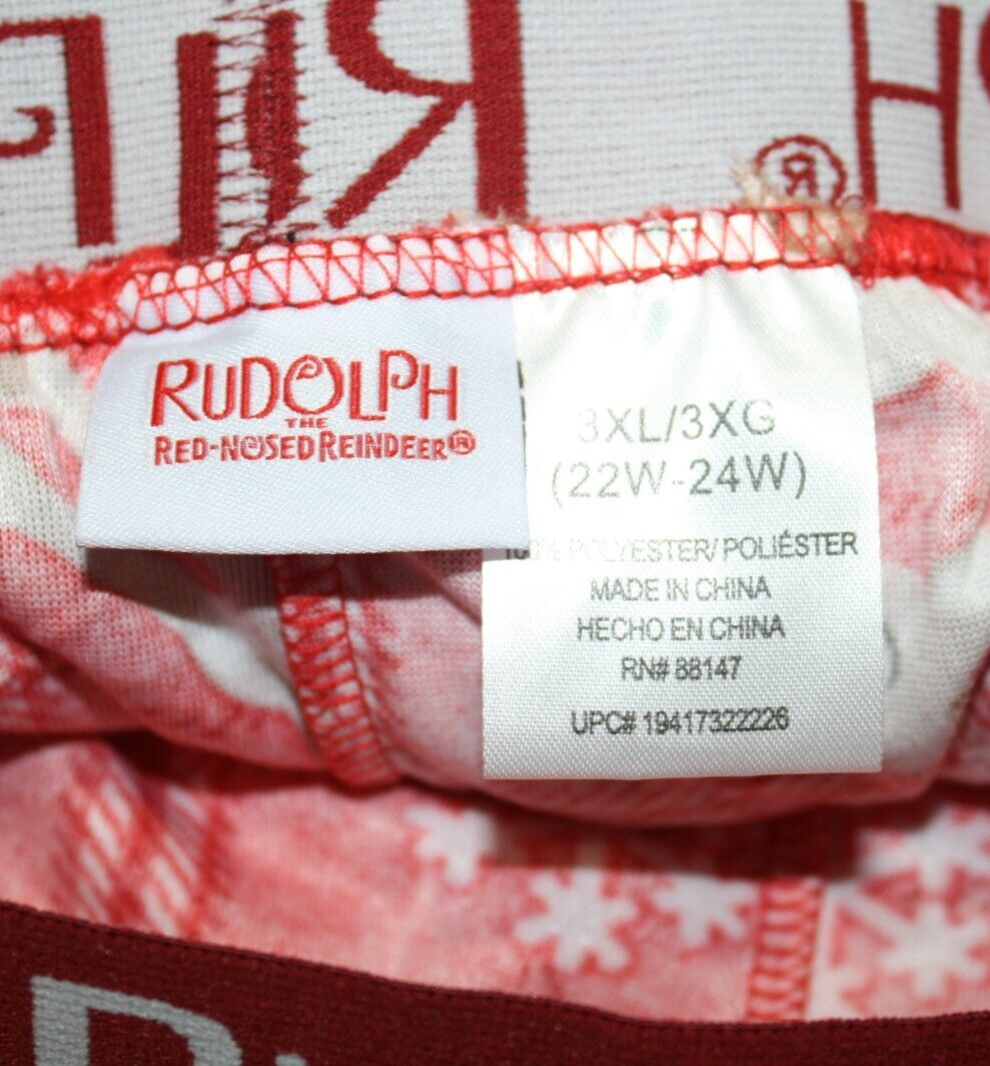 RUDOLPH
THE
RED-NOSED REINDEER®
3XL/3XG
(22W-24W)
100% POLYESTER/ POLIÉSTER
MADE IN CHINA
HECHO EN CHINA
RN# 88147
UPC# 19417322226